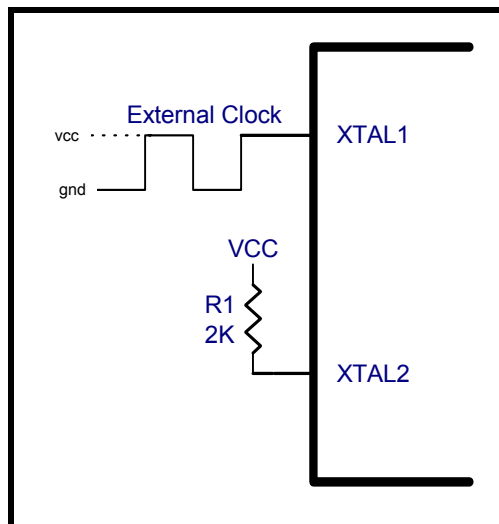 External Clock
vcc
XTAL1
gnd
VCC
R1
2K
XTAL2